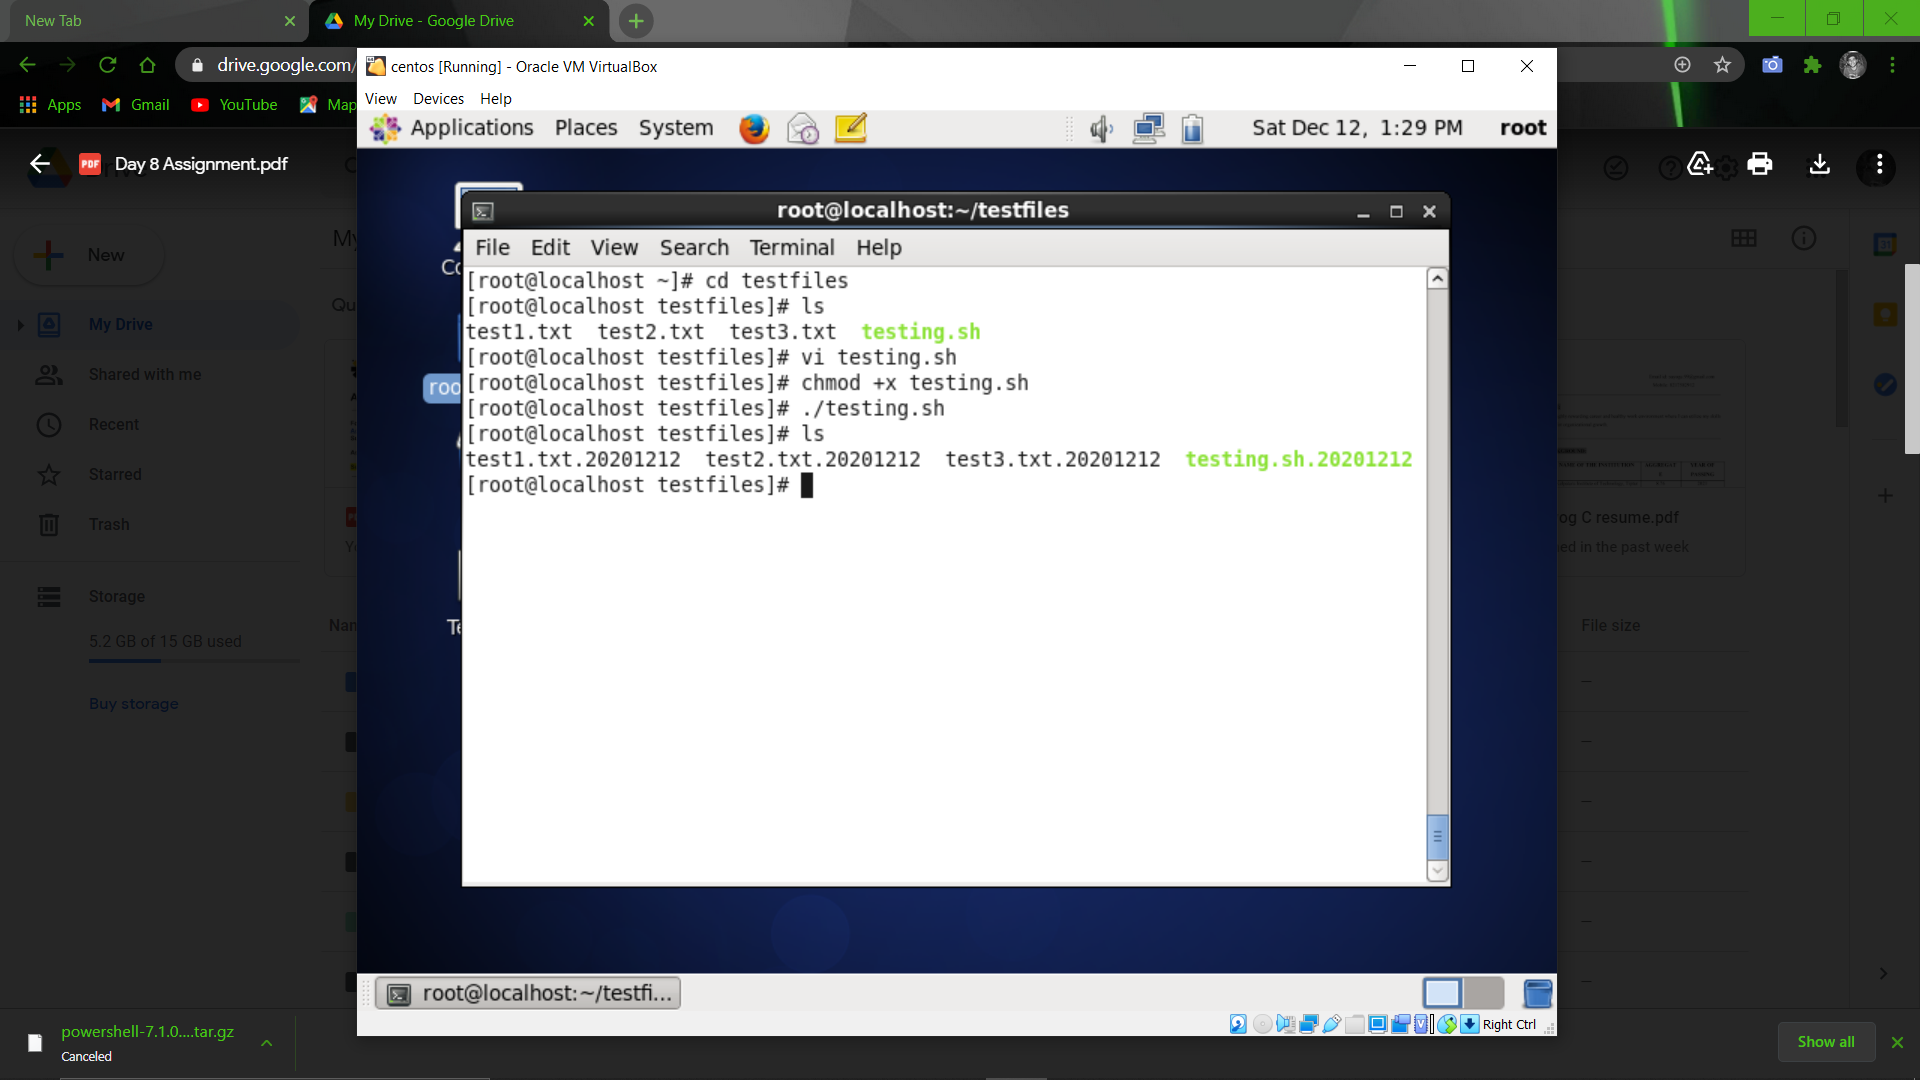 New Tab
My Drive - Google Drive
drive.google.com/
Apps
Gmail
YouTube
Map
centos [Running] - Oracle VM VirtualBox
View Devices Help
Applications Places System
Sat Dec 12, 1:29 PM
root
PDF
Day 8 Assignment.pdf
root@localhost:~/testfiles
File Edit View Search Terminal Help
[root@localhost ~]# cd testfiles
[root@localhost testfiles]# ls
test1.txt test2.txt test3.txt testing.sh
[root@localhost testfiles]# vi testing.sh
[root@localhost testfiles]# chmod +x testing.sh
[root@localhost testfiles]# ./testing.sh
[root@localhost testfiles]# ls
test1.txt.20201212 test2.txt.20201212 test3.txt.20201212 testing.sh.20201212
[root@localhost testfiles]#
New
My Drive
Shared with me
Recent
Starred
Trash
Storage
5.2 GB of 15 GB used
Buy storage
og C resume.pdf
ed in the past week
File size
root@localhost:~/testfi...
Right Ctrl
powershell-7.1.0....tar.gz
Canceled
Show all